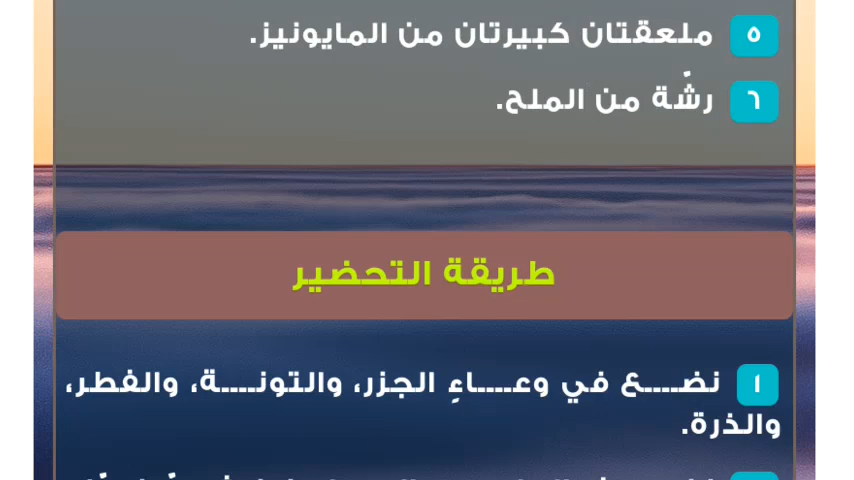 ٥ ملعقتان كبيرتان من المايونيز.
٦ رشّة من الملح.
طريقة التحضير
١ نضـــع في وعـــاءٍ الجزر، والتونـــة، والفطر،
والذرة.